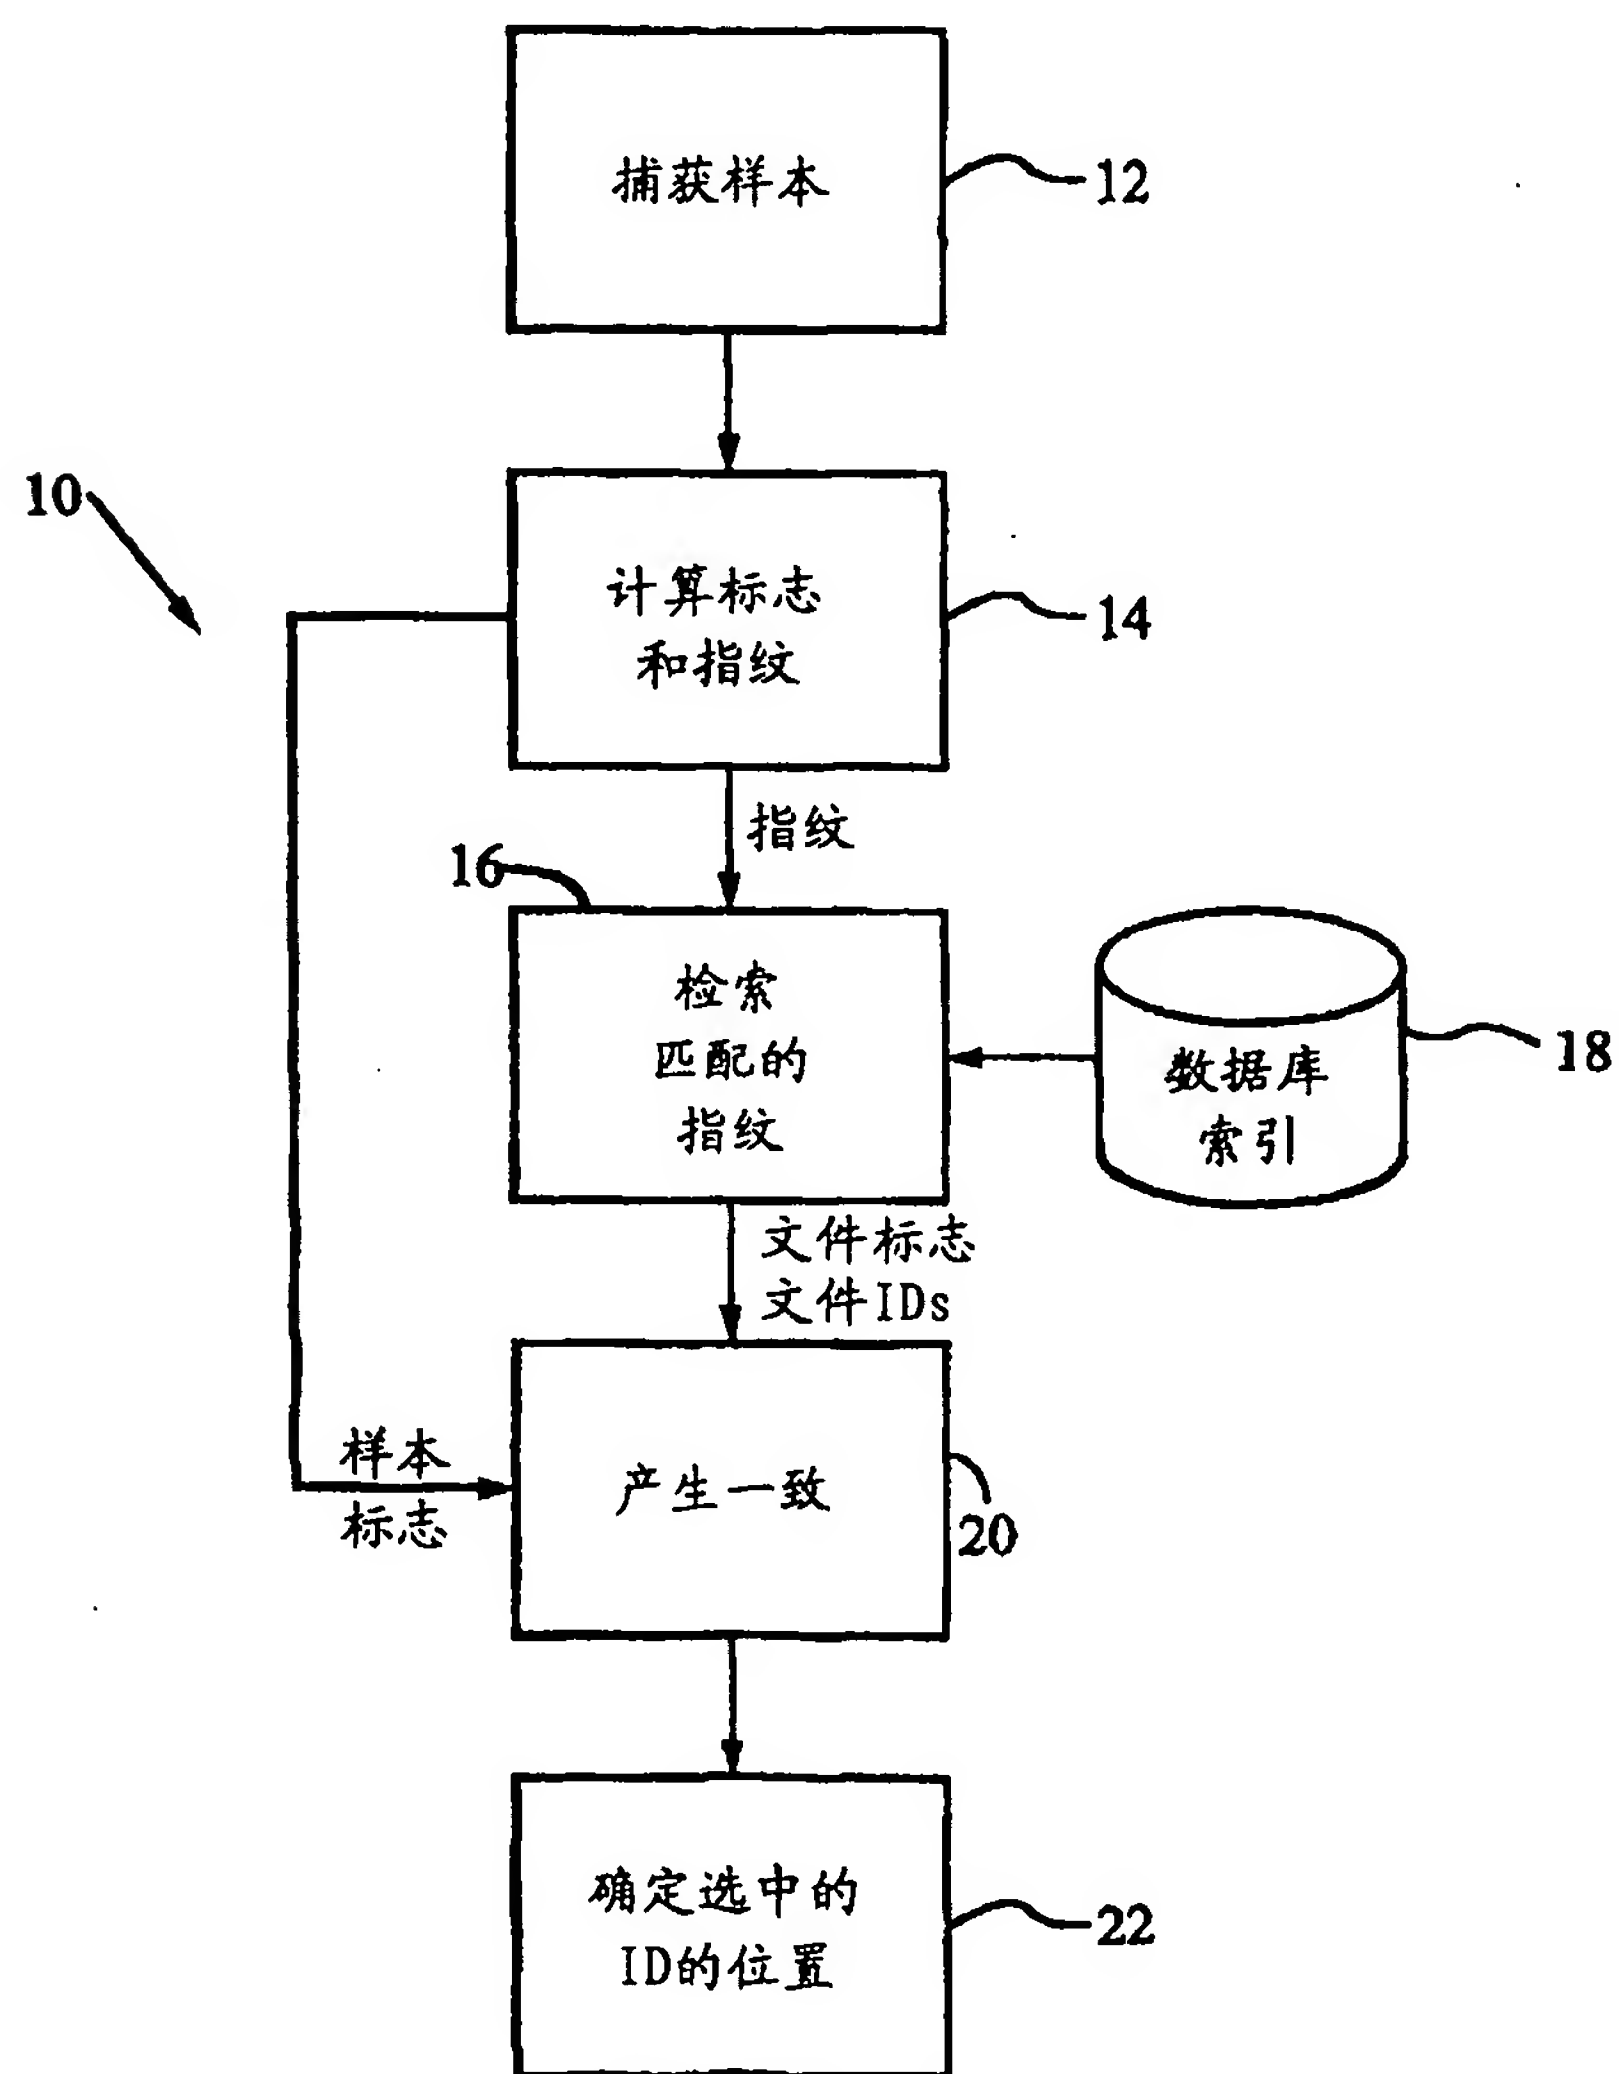 捕获样本
12
10
计算标志
和指纹
14
指纹
16
检索
匹配的
指纹
数据库
索引
18
文件标志
文件IDs
样本
标志
产生一致
20
确定选中的
ID的位置
22